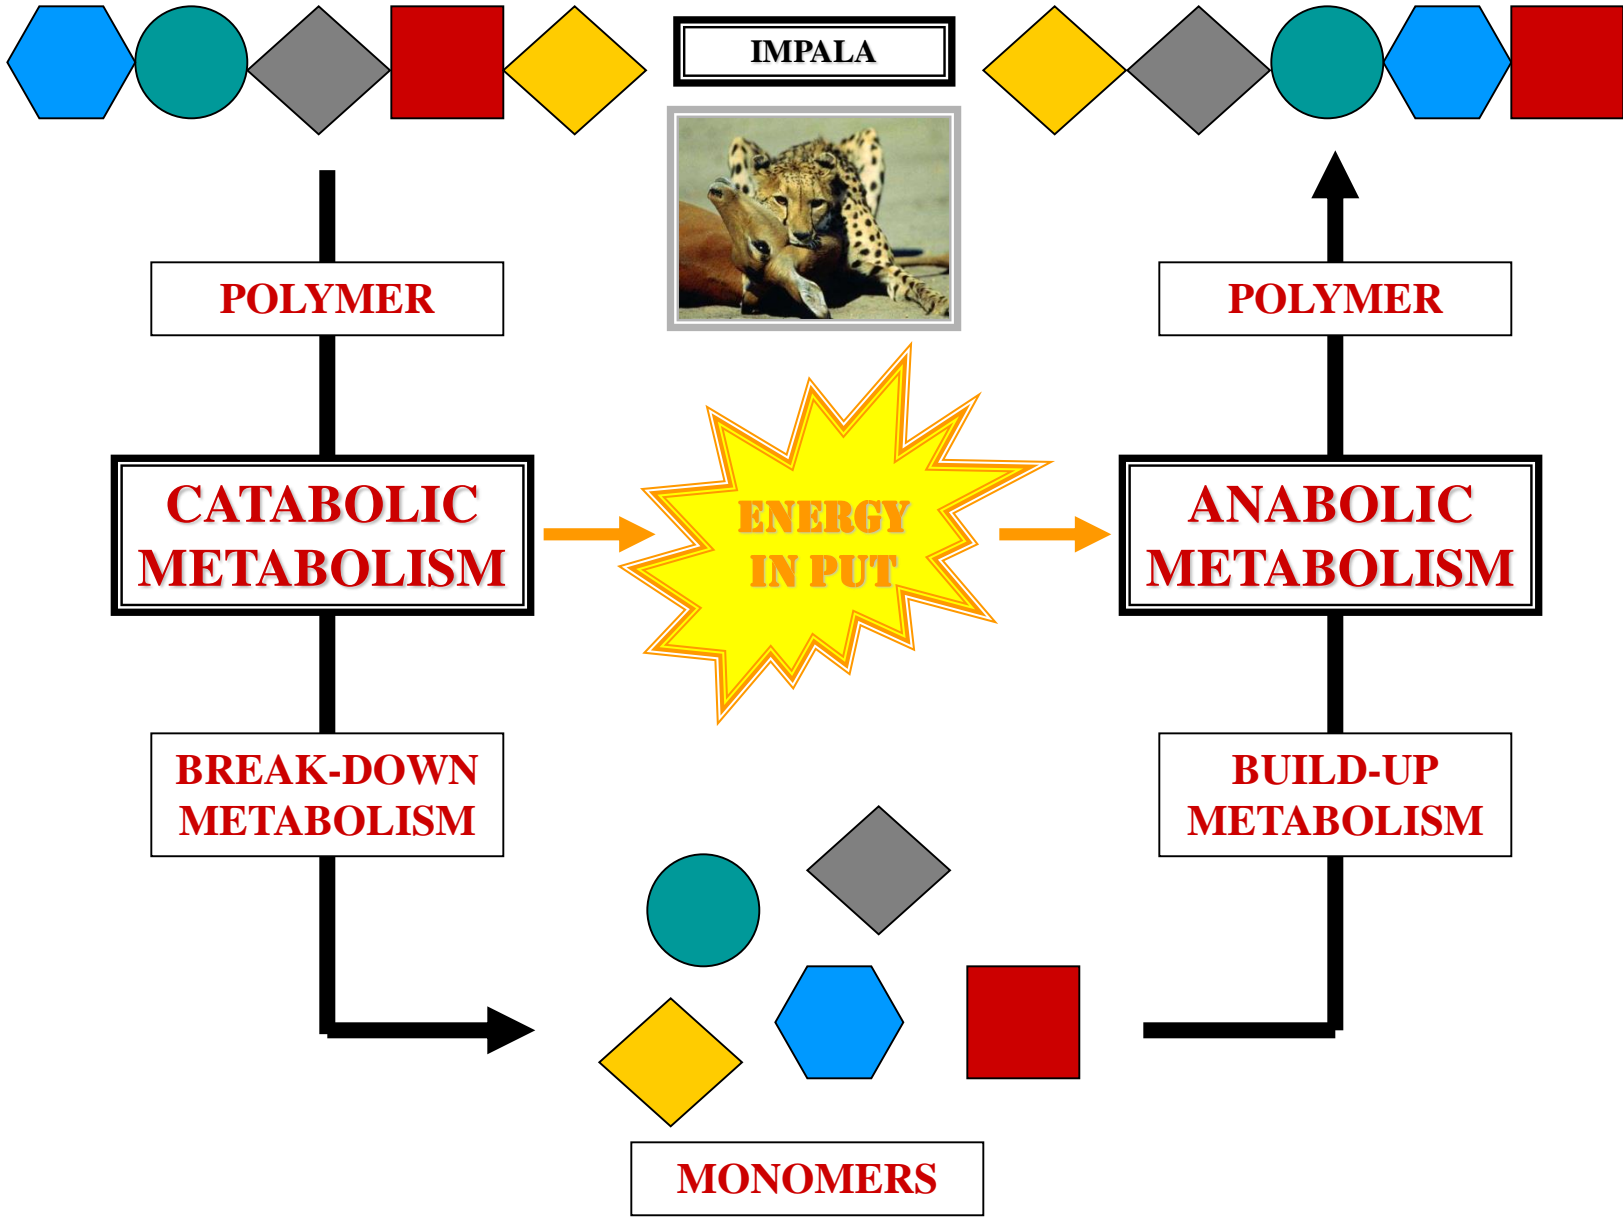 IMPALA
POLYMER
POLYMER
CATABOLIC
METABOLISM
ENERGY
IN PUT
ANABOLIC
METABOLISM
BREAK-DOWN
METABOLISM
BUILD-UP
METABOLISM
MONOMERS